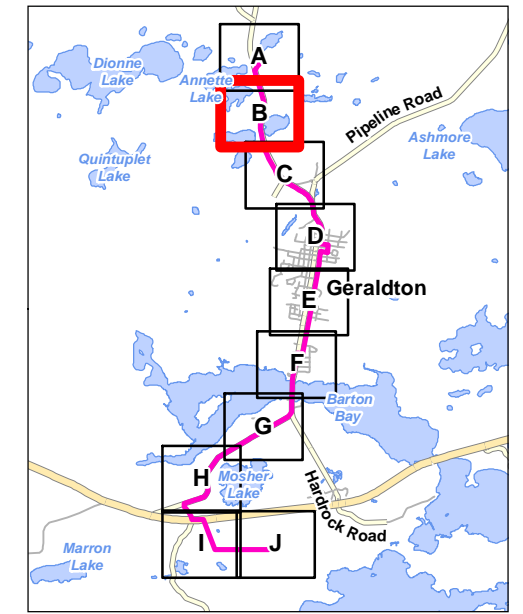 A
Dionne
Lake
Annette
Lake
B
Pipeline Road
Ashmore
Lake
Quintuplet
Lake
C
D
E
Geraldton
F
Barton
Bay
G
H
Mosher
Lake
Hardrock Road
I
J
Marron
Lake